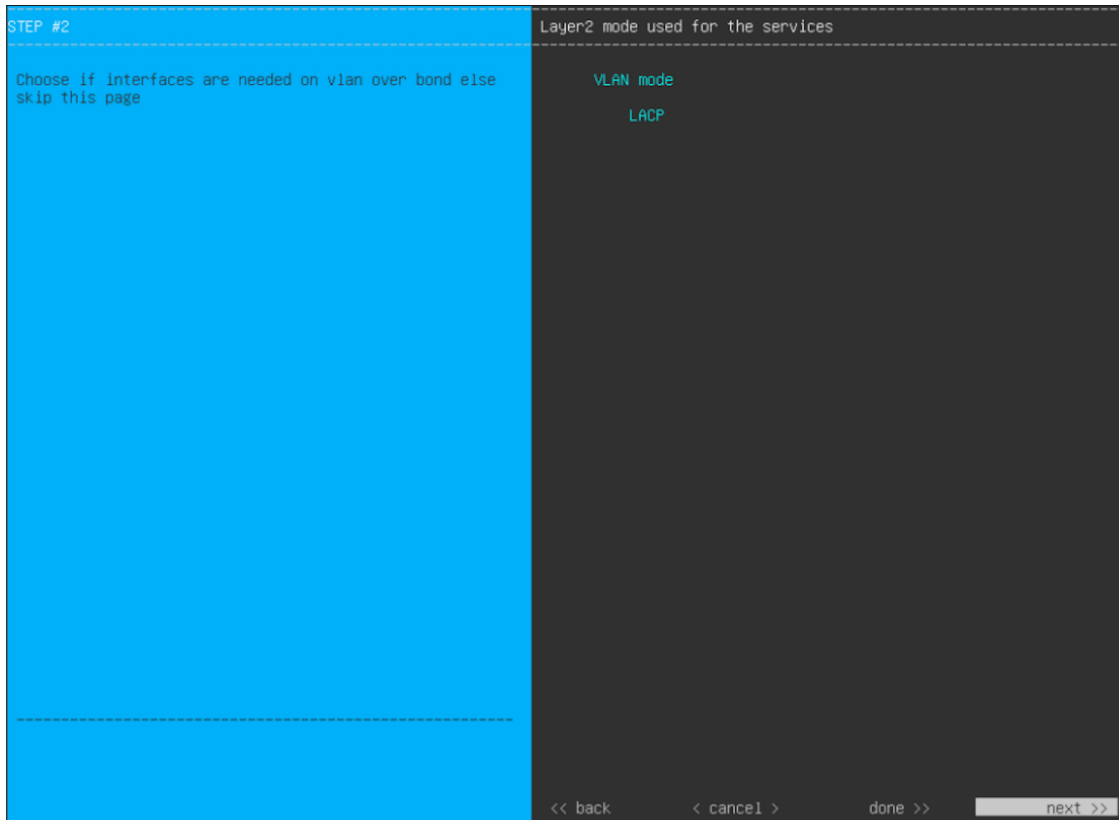 STEP #2
Choose if interfaces are needed on vlan over bond else
skip this page
Layer2 mode used for the services
VLAN mode
LACP
<< back < cancel > done >> next >>